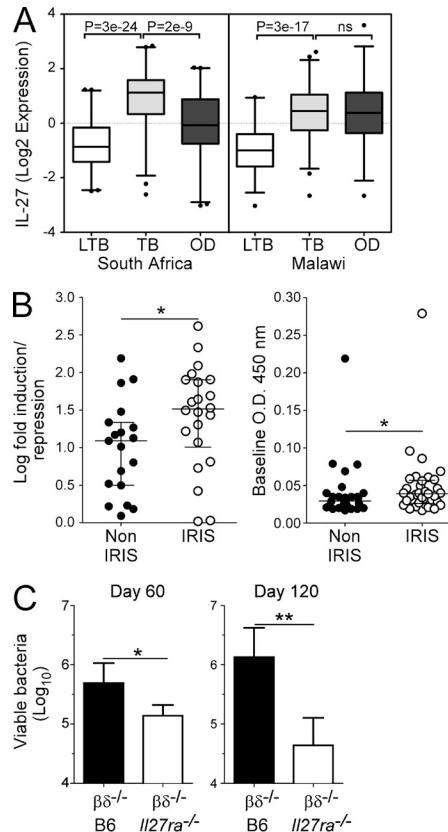 A
P=3e-24 P=2e-9 P=3e-17 ns
IL-27 (Log2 Expression)
4
2
0
-2
-4
LTB TB OD LTB TB OD
South Africa Malawi
B
Log fold induction/
repression
3.0
2.5
2.0
1.5
1.0
0.5
0.0
*
Non
IRIS
IRIS
Baseline O.D. 450 nm
0.30
0.25
0.20
0.15
0.10
0.05
0.00
*
Non
IRIS
IRIS
C
Day 60 Day 120
Viable bacteria
(Log10)
7
6
5
4
*
βδ-/- βδ-/-
B6 Il27ra-/-
7
6
5
4
**
βδ-/- βδ-/-
B6 Il27ra-/-